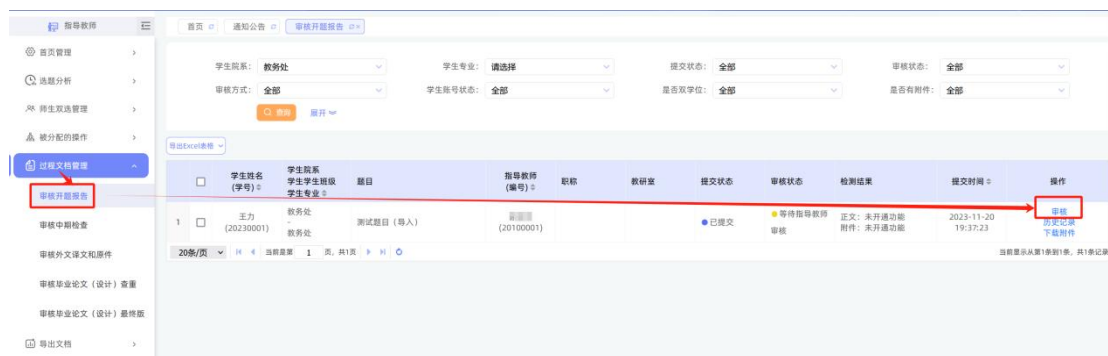 指导教师
首页 通知公告 审核开题报告
首页管理
选题分析
师生双选管理
被分配的操作
过程文档管理
审核开题报告
审核中期检查
审核外文译文和原件
审核毕业论文（设计）查重
审核毕业论文（设计）最终版
导出文档
学生院系： 教务处 学生专业： 请选择 提交状态： 全部 审核状态： 全部
审核方式： 全部 学生账号状态： 全部 是否双学位： 全部 是否有附件： 全部
查询 展开
导出Excel表格
学生姓名（学号） 学生院系 学生学生班级 学生专业 题目 指导教师（编号） 职称 教研室 提交状态 审核状态 检测结果 提交时间 操作
1 王力 (20230001) 教务处 - 教务处 测试题目（导入） (20100001) 已提交 等待指导教师审核 正文：未开通功能 附件：未开通功能 2023-11-20 19:37:23 审核 历史记录 下载附件
20条/页 当前是第 1 页，共1页 当前显示从第1条到1条，共1条记录